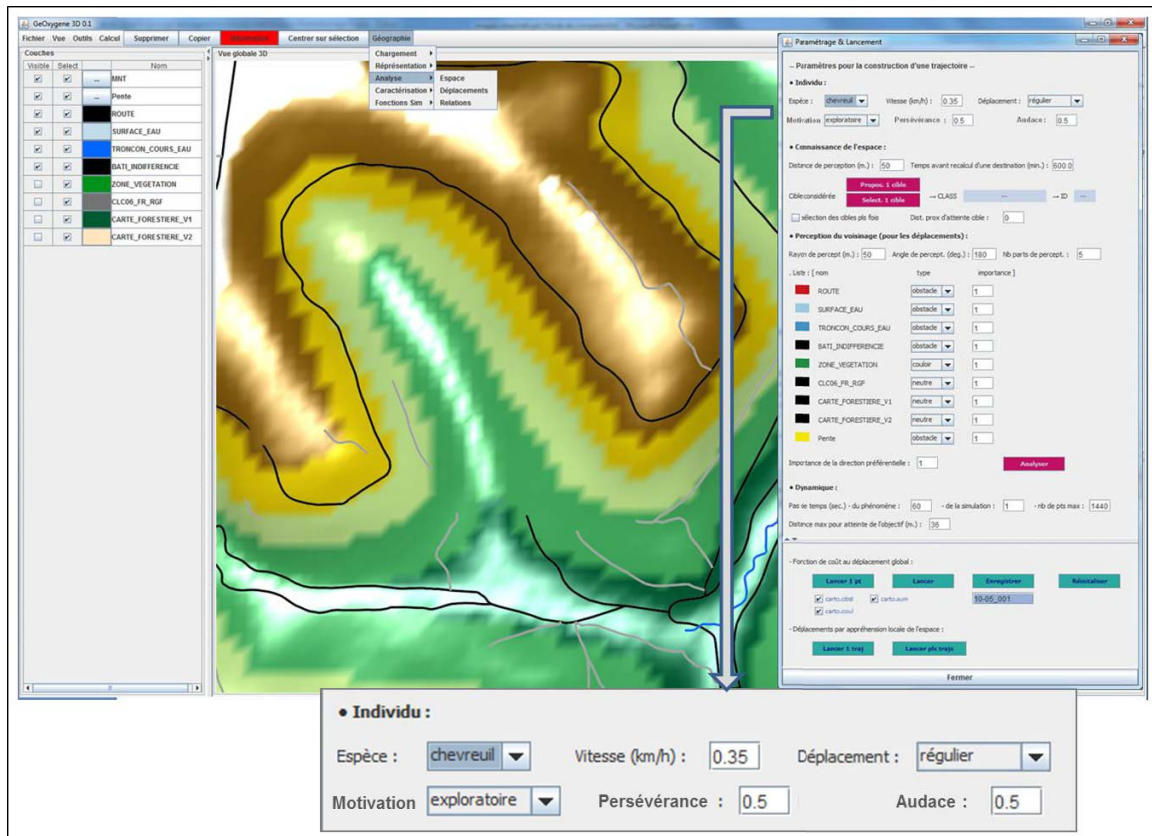 GeOxygene 3D 0.1
Fichier Vue Outils Calcul Supprimer Copier Information Centrer sur sélection Géographie
Couches
Visible Select Nom
... MNT
... Pente
ROUTE
SURFACE_EAU
TRONCON_COURS_EAU
BATI_INDIFFERENCIE
ZONE_VEGETATION
CLC06_FR_RGF
CARTE_FORESTIERE_V1
CARTE_FORESTIERE_V2
Vue globale 3D
Chargement
Réprésentation
Analyse
Caractérisation
Fonctions Sim
Espace
Déplacements
Relations
Paramétrage & Lancement
-- Paramètres pour la construction d'une trajectoire --
• Individu :
Espèce : chevreuil Vitesse (km/h) : 0.35 Déplacement : régulier
Motivation exploratoire Persévérance : 0.5 Audace : 0.5
• Connaissance de l'espace :
Distance de perception (m.) : 50 Temps avant recalcul d'une destination (min.) : 600.0
Propos. 1 cible
Cible considérée Select. 1 cible → CLASS -- → ID --
sélection des cibles pls fois Dist. prox d'atteinte cible : 0
• Perception du voisinage (pour les déplacements) :
Rayon de percept (m.) : 50 Angle de percept. (deg.) : 180 Nb parts de percept. : 5
. Liste : [ nom type importance ]
ROUTE obstacle 1
SURFACE_EAU obstacle 1
TRONCON_COURS_EAU obstacle 1
BATI_INDIFFERENCIE obstacle 1
ZONE_VEGETATION couloir 1
CLC06_FR_RGF neutre 1
CARTE_FORESTIERE_V1 neutre 1
CARTE_FORESTIERE_V2 neutre 1
Pente obstacle 1
Importance de la direction préférentielle : 1 Analyser
• Dynamique :
Pas de temps (sec.) - du phénomène : 60 - de la simulation : 1 - nb de pts max : 1440
Distance max pour atteinte de l'objectif (m.) : 36
- Fonction de coût au déplacement global :
Lancer 1 pt Lancer Enregistrer Réinitialiser
carto.obst carto.aum 10-05_001
carto.coul
- Déplacements par appréhension locale de l'espace :
Lancer 1 traj Lancer pls trajs
Fermer
• Individu :
Espèce : chevreuil Vitesse (km/h) : 0.35 Déplacement : régulier
Motivation exploratoire Persévérance : 0.5 Audace : 0.5